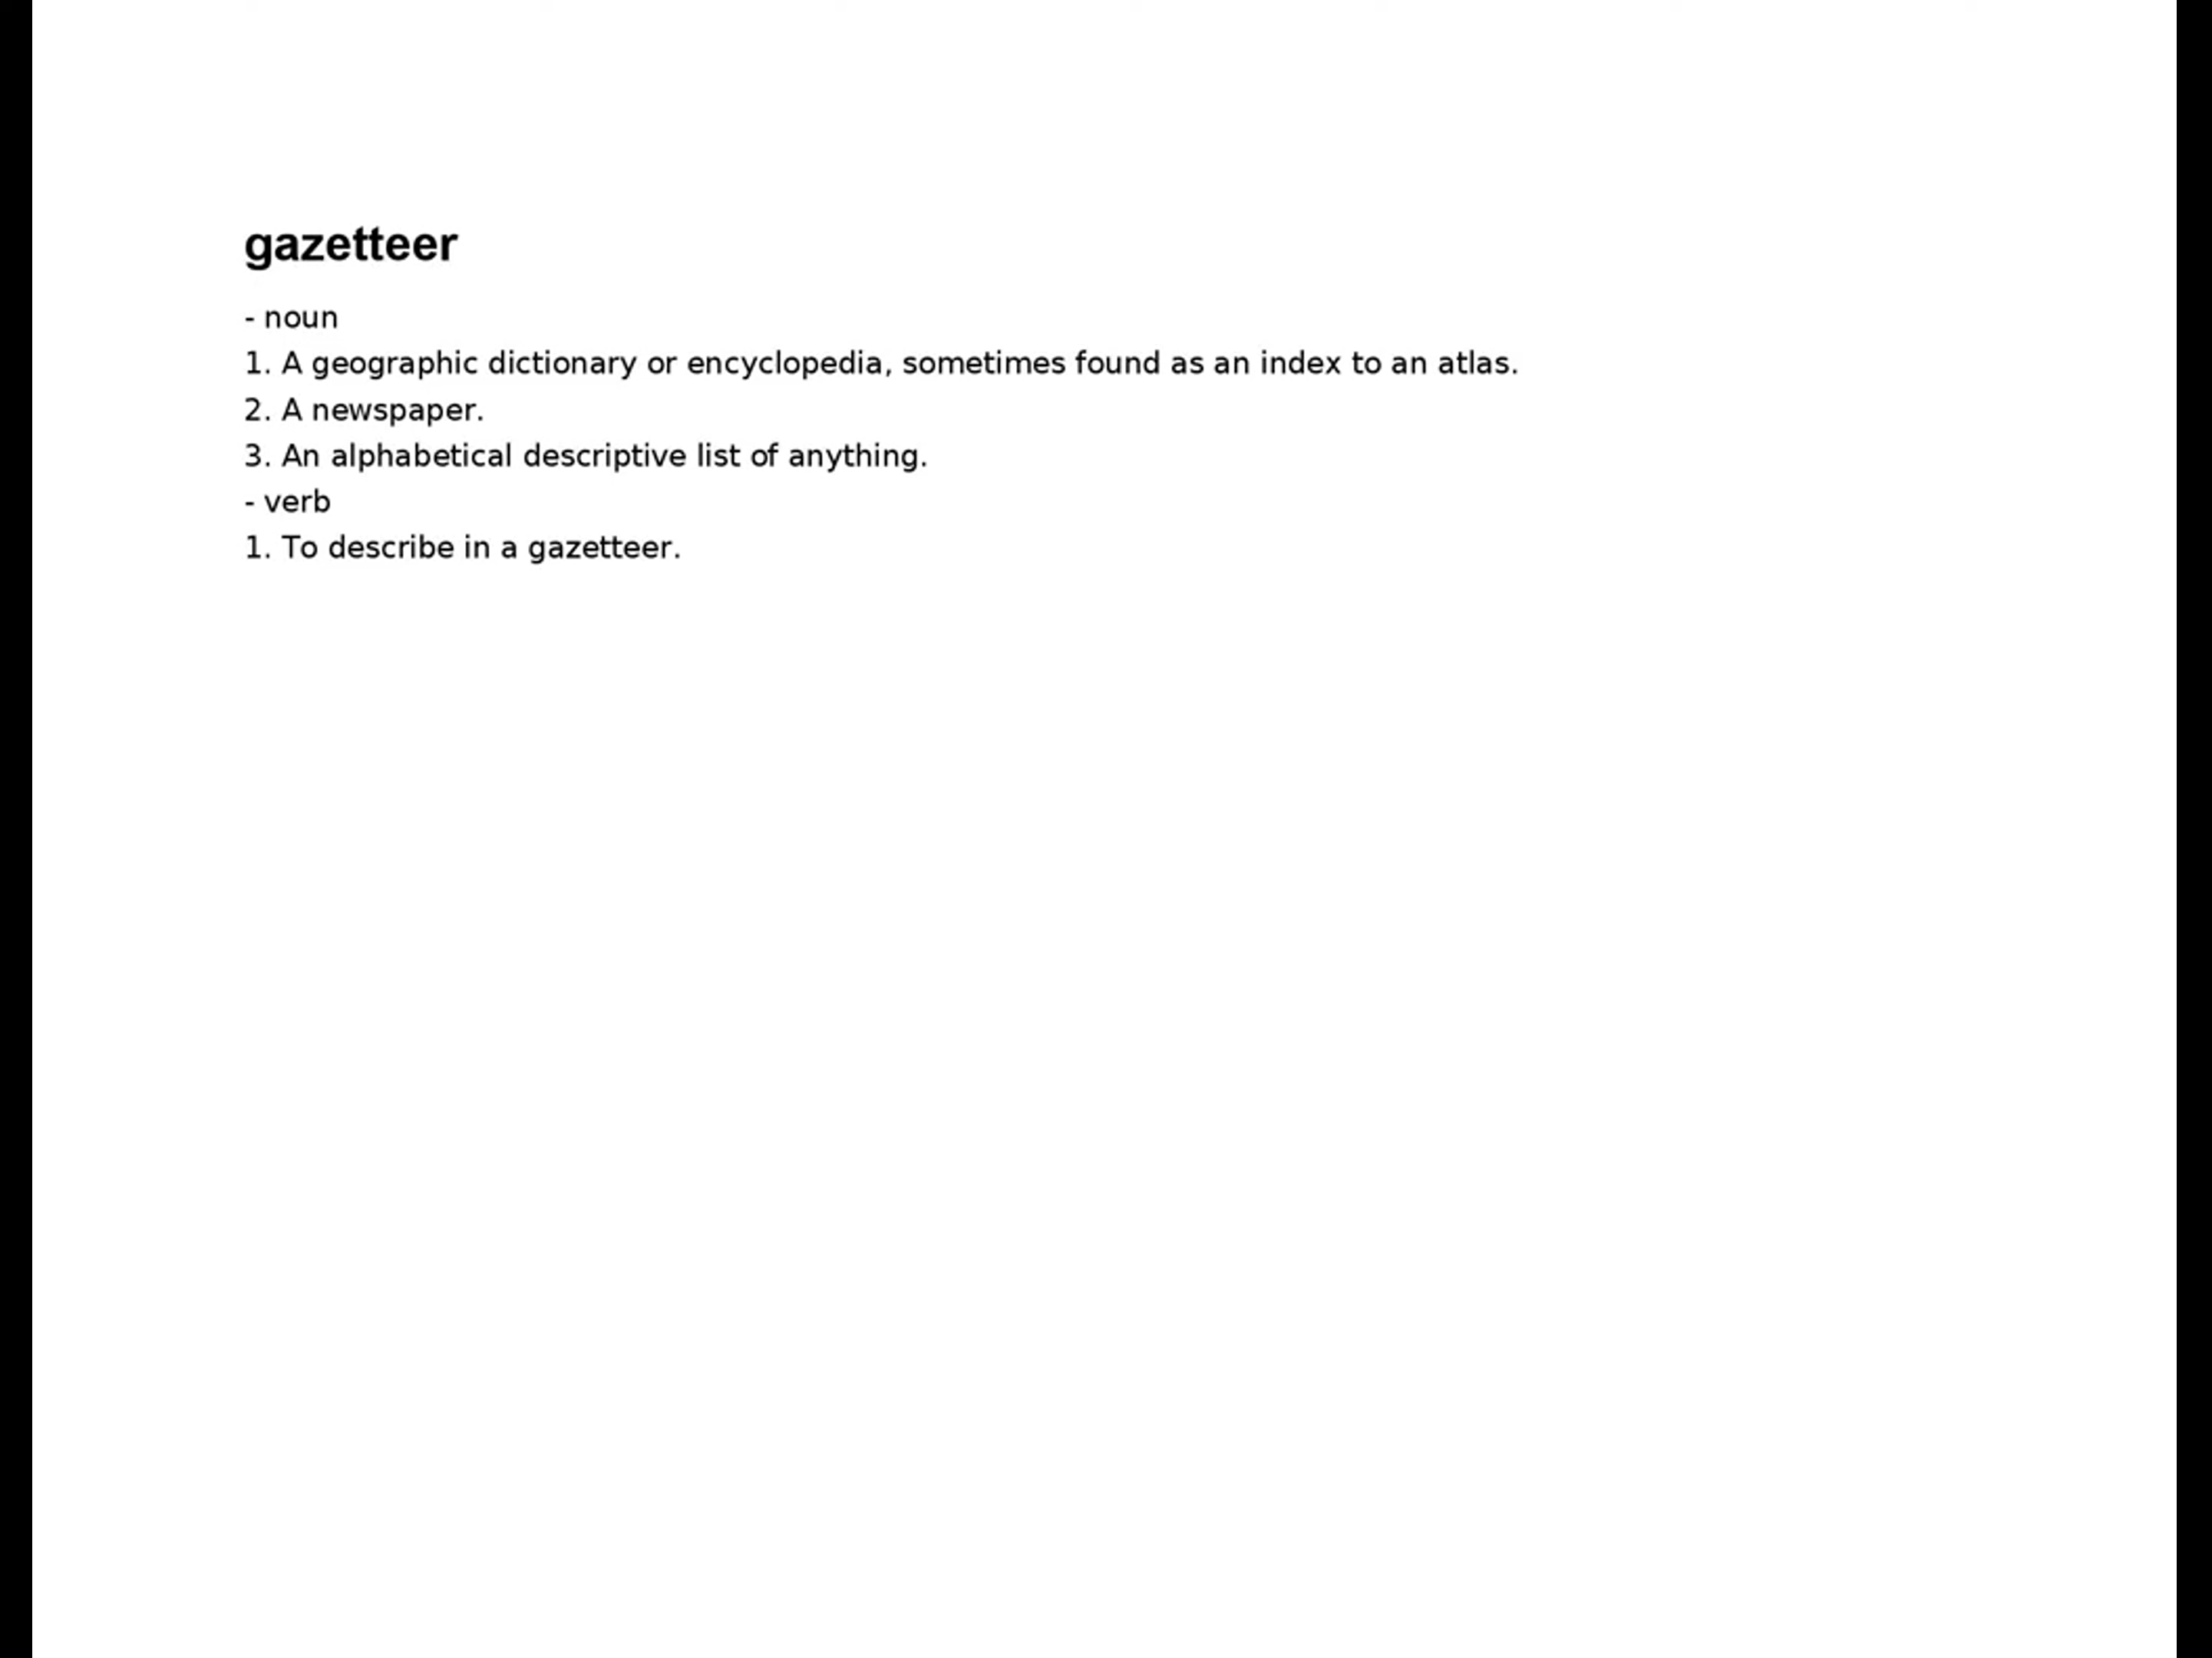 gazetteer
- noun
1. A geographic dictionary or encyclopedia, sometimes found as an index to an atlas.
2. A newspaper.
3. An alphabetical descriptive list of anything.
- verb
1. To describe in a gazetteer.